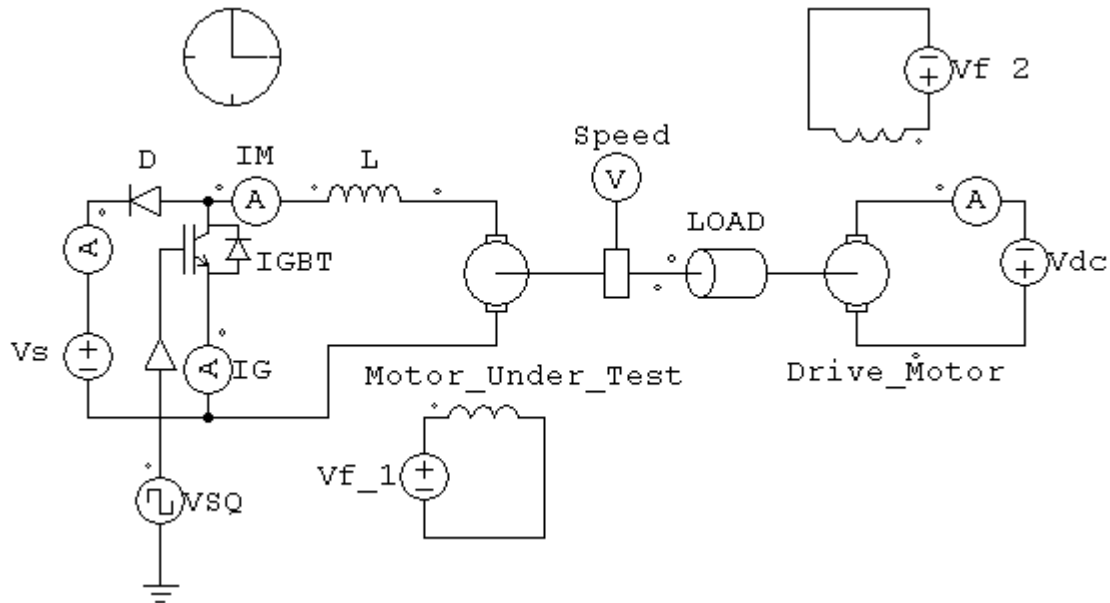 Vf 2
Speed
V
D
IM
A
L
A
IGBT
LOAD
A
Vdc
Vs
A
IG
Motor_Under_Test
Drive_Motor
Vf_1
VSQ